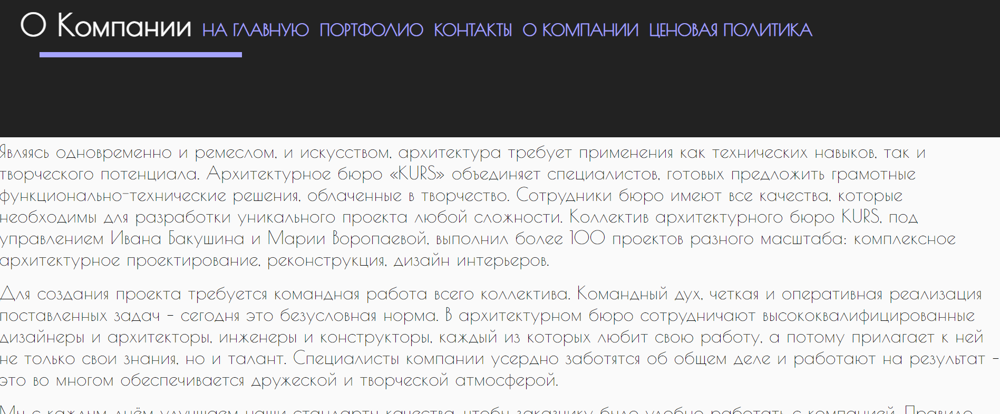 О Компании НА ГЛАВНУЮ ПОРТФОЛИО КОНТАКТЫ О КОМПАНИИ ЦЕНОВАЯ ПОЛИТИКА
Являясь одновременно и ремеслом, и искусством, архитектура требует применения как технических навыков, так и
творческого потенциала. Архитектурное бюро «KURS» объединяет специалистов, готовых предложить грамотные
функционально-технические решения, облаченные в творчество. Сотрудники бюро имеют все качества, которые
необходимы для разработки уникального проекта любой сложности. Коллектив архитектурного бюро KURS, под
управлением Ивана Бакушина и Марии Воропаевой, выполнил более 100 проектов разного масштаба: комплексное
архитектурное проектирование, реконструкция, дизайн интерьеров.
Для создания проекта требуется командная работа всего коллектива. Командный дух, четкая и оперативная реализация
поставленных задач – сегодня это безусловная норма. В архитектурном бюро сотрудничают высококвалифицированные
дизайнеры и архитекторы, инженеры и конструкторы, каждый из которых любит свою работу, а потому прилагает к ней
не только свои знания, но и талант. Специалисты компании усердно заботятся об общем деле и работают на результат –
это во многом обеспечивается дружеской и творческой атмосферой.
Мы с каждым днём улучшаем наши стандарты качества, чтобы заказчику было удобно работать с компанией. Правило